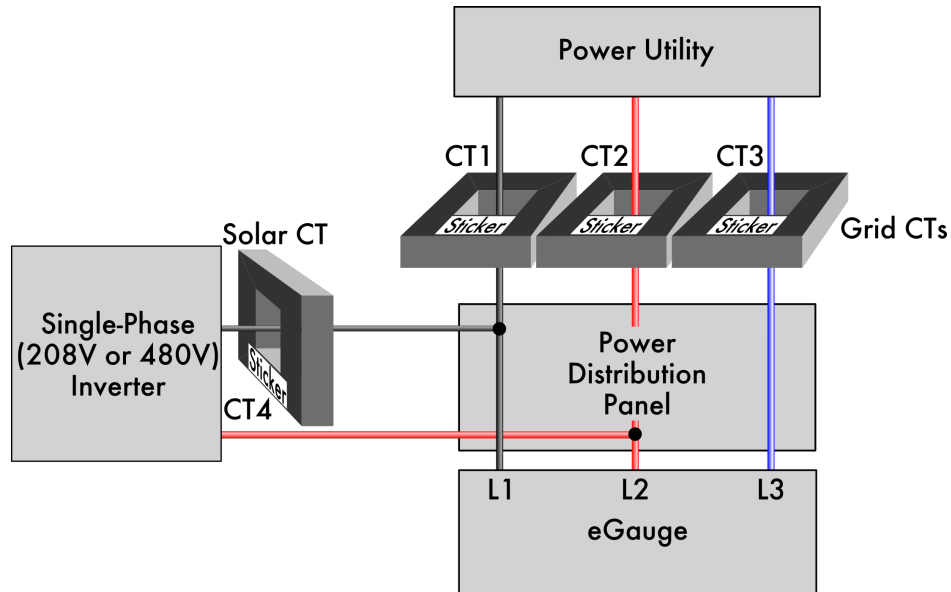 Power Utility
CT1
CT2
CT3
Sticker
Sticker
Sticker
Grid CTs
Solar CT
Single-Phase
(208V or 480V)
Inverter
Sticker
CT4
Power
Distribution
Panel
L1
L2
L3
eGauge